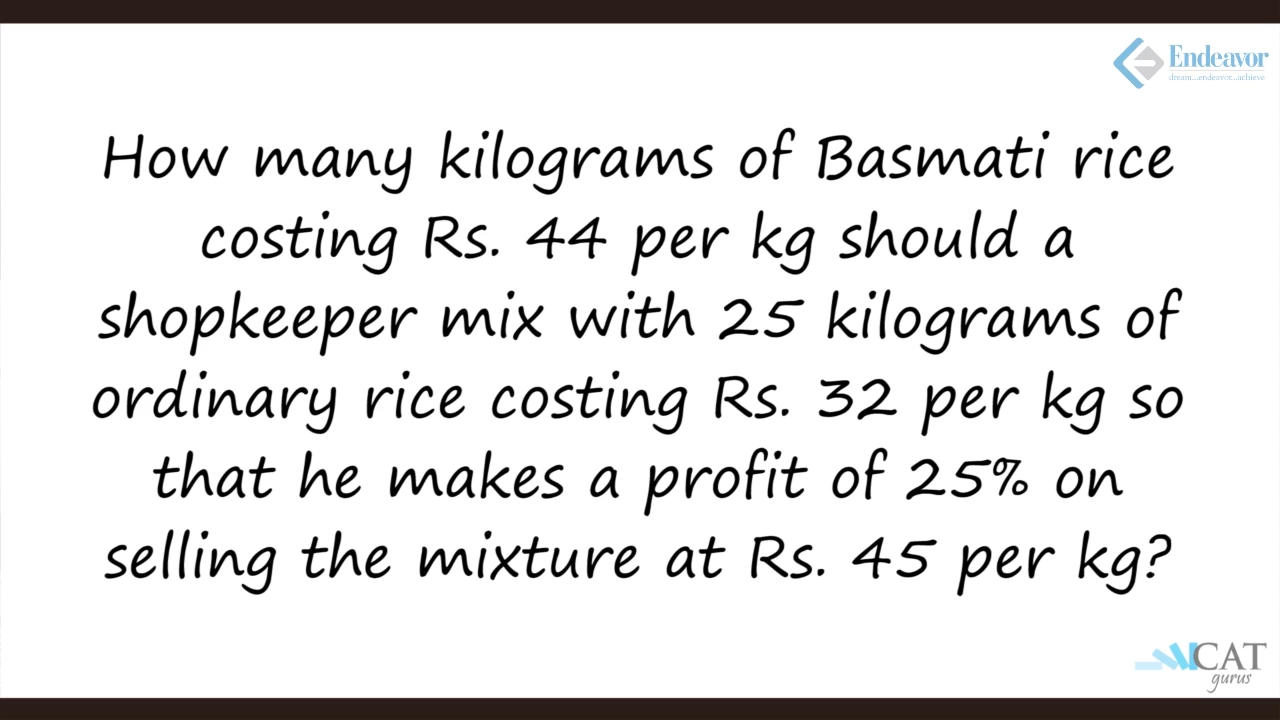 Endeavor
dream...endeavor...achieve
How many kilograms of Basmati rice
costing Rs. 44 per kg should a
shopkeeper mix with 25 kilograms of
ordinary rice costing Rs. 32 per kg so
that he makes a profit of 25% on
selling the mixture at Rs. 45 per kg?
CAT
gurus